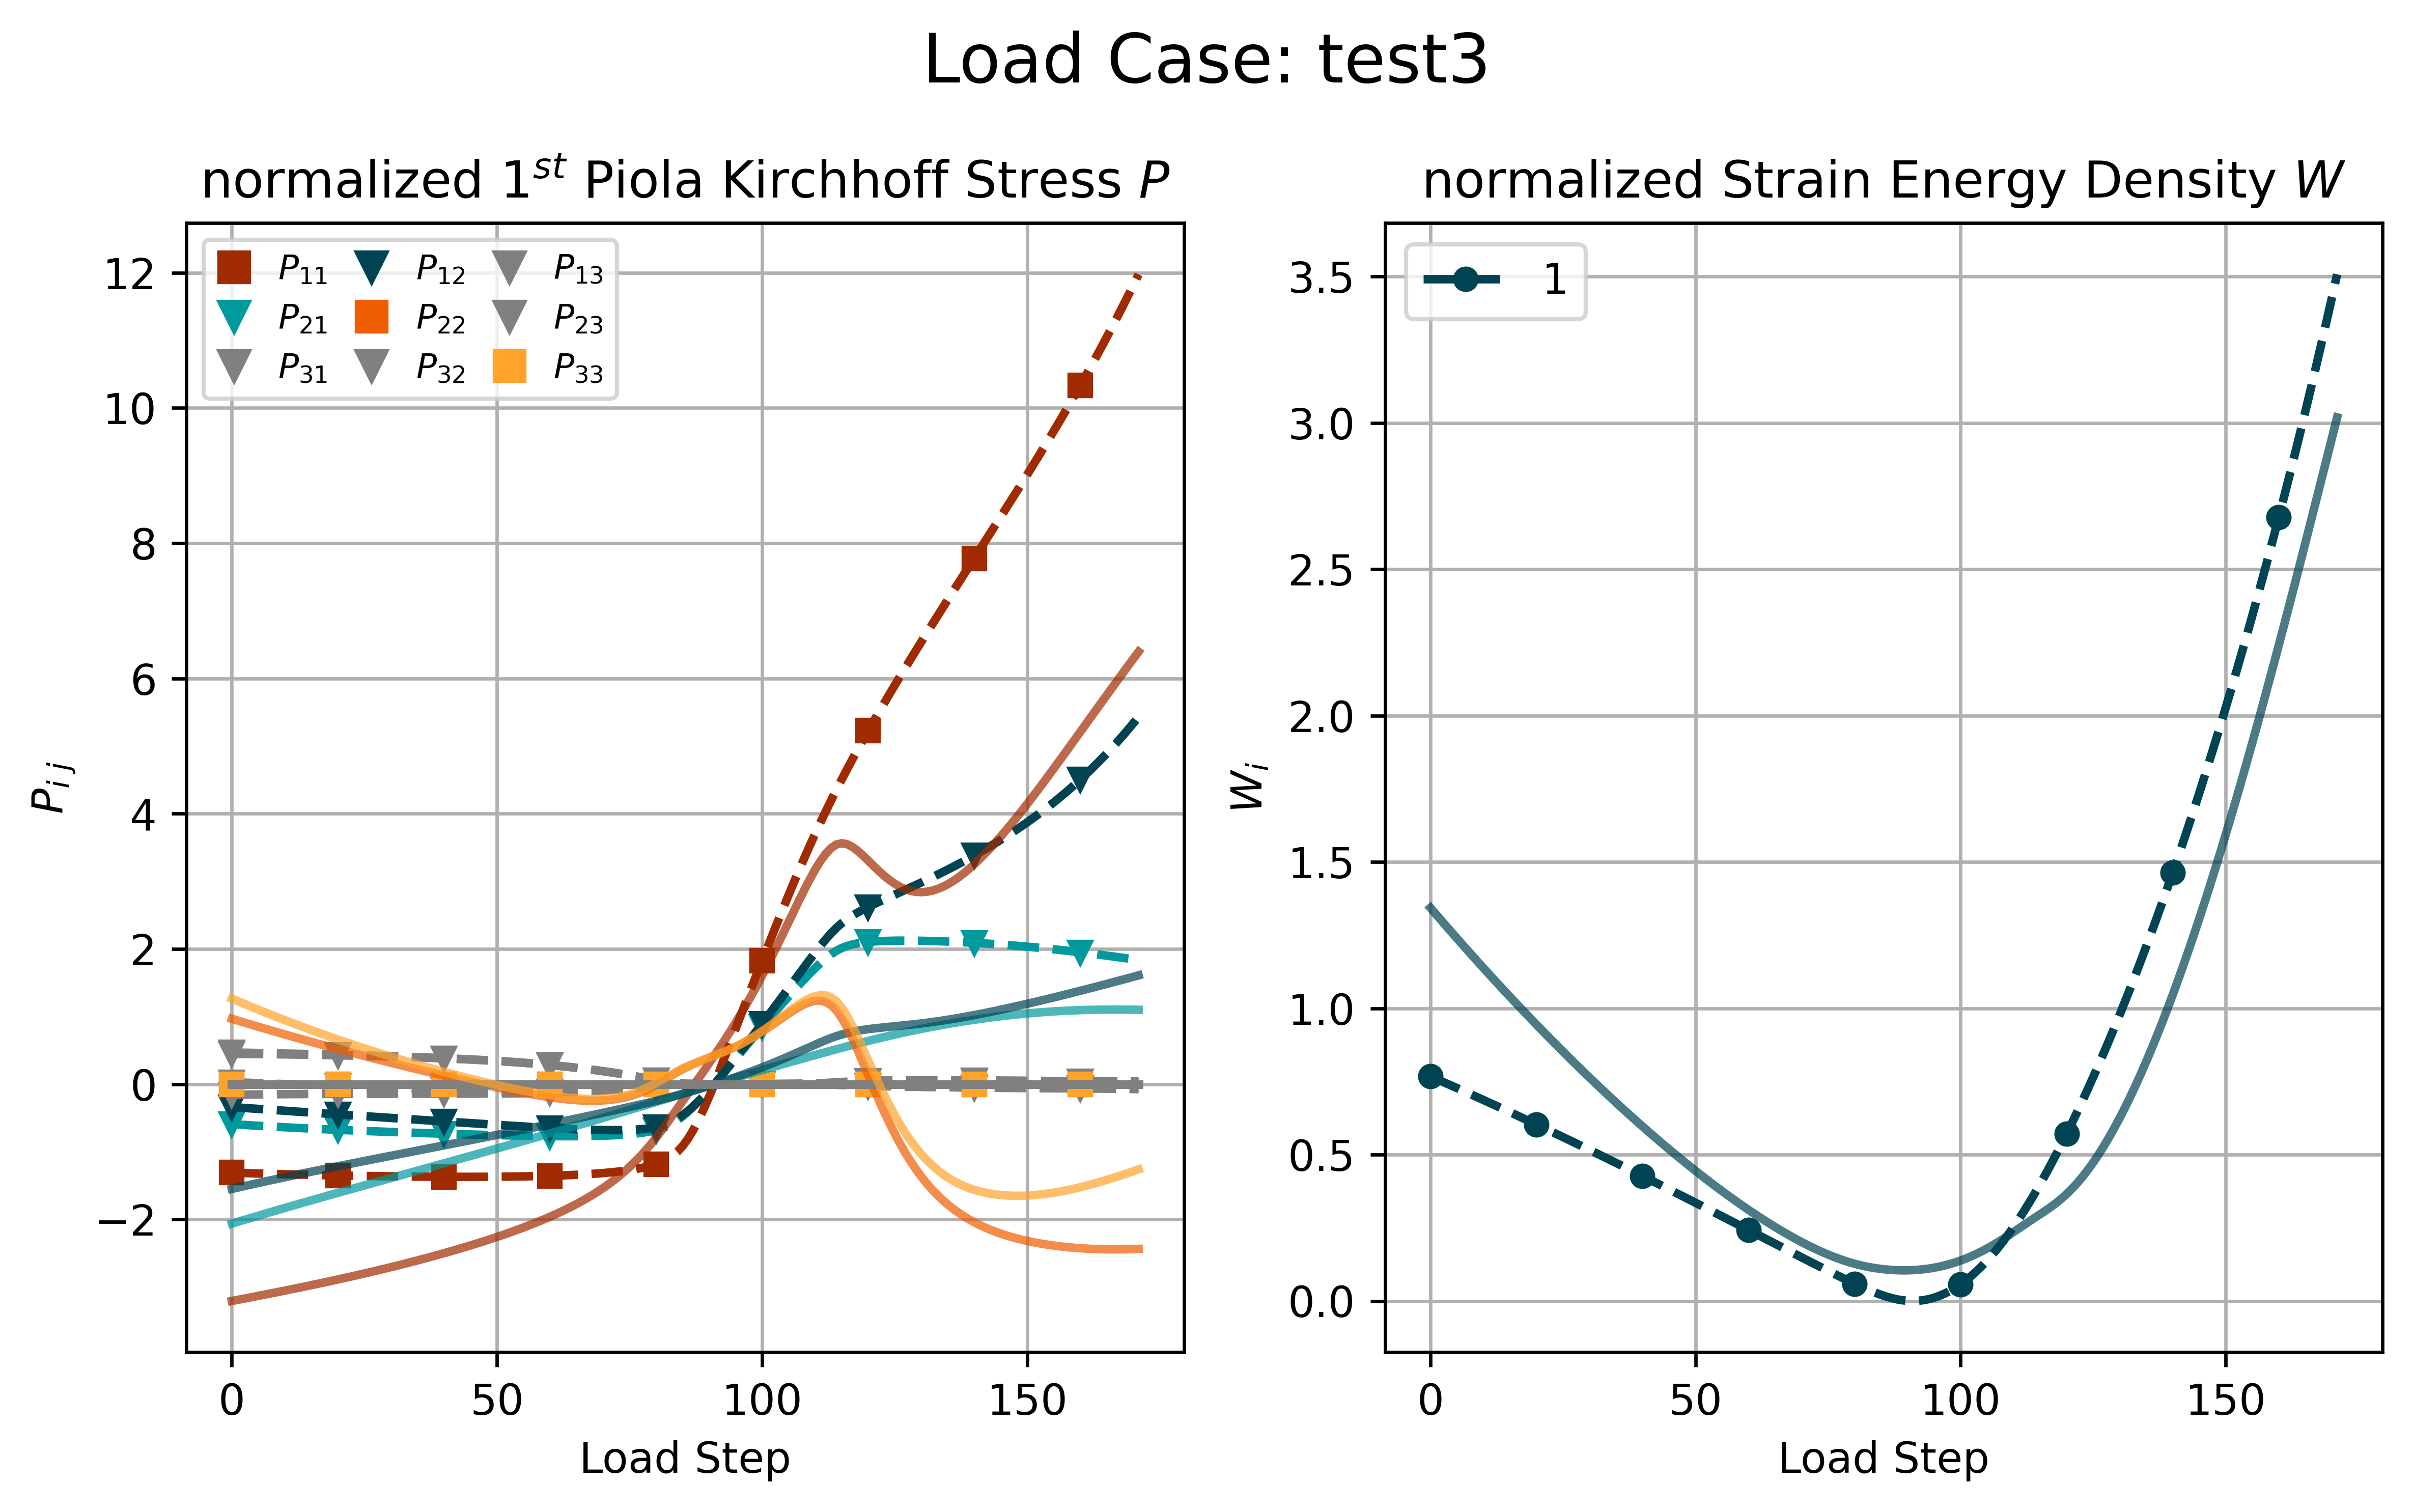 Load Case: test3
normalized 1st Piola Kirchhoff Stress P
P11 P12 P13
P21 P22 P23
P31 P32 P33
12
10
8
6
4
2
0
−2
Pi j
0 50 100 150
Load Step
normalized Strain Energy Density W
1
3.5
3.0
2.5
2.0
1.5
1.0
0.5
0.0
Wi
0 50 100 150
Load Step